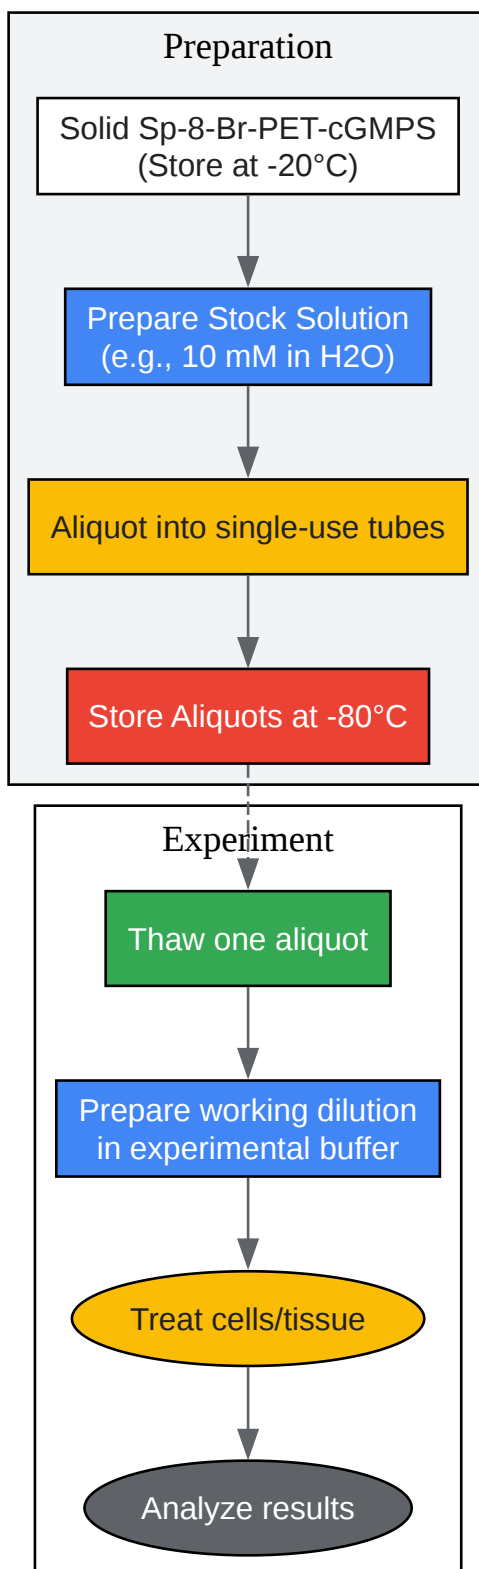 Preparation
Solid Sp-8-Br-PET-cGMPS
(Store at -20°C)
Prepare Stock Solution
(e.g., 10 mM in H2O)
Aliquot into single-use tubes
Store Aliquots at -80°C
Experiment
Thaw one aliquot
Prepare working dilution
in experimental buffer
Treat cells/tissue
Analyze results